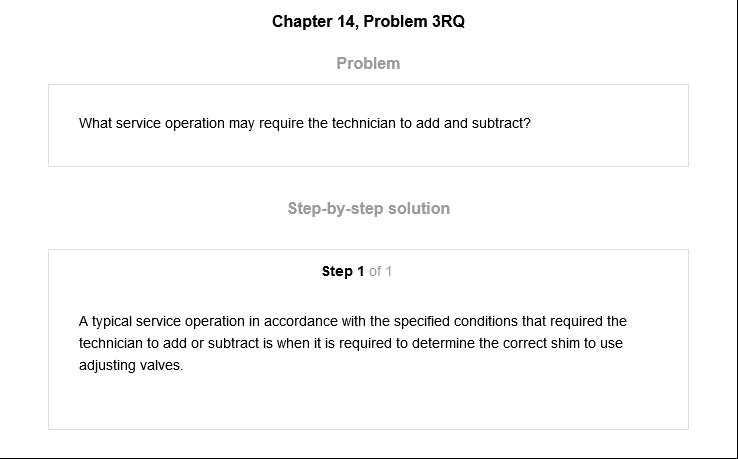 Chapter 14, Problem 3RQ
Problem
What service operation may require the technician to add and subtract?
Step-by-step solution
Step 1 of 1
A typical service operation in accordance with the specified conditions that required the
technician to add or subtract is when it is required to determine the correct shim to use
adjusting valves.